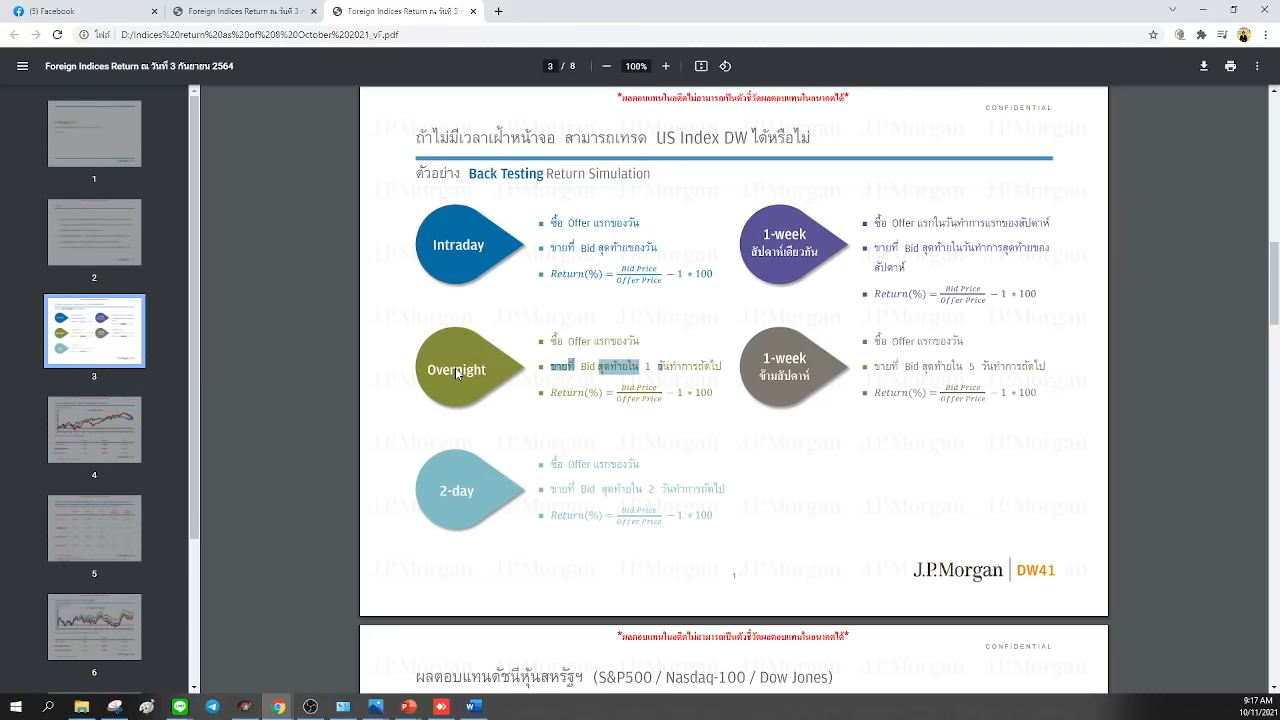 (5) Facebook
Foreign Indices Return ณ วันที่ 3 ก
Foreign Indices Return ณ วันที่ 3 ก
ไฟล์ D:/Indices%20return%20as%20of%208%20October%202021_vF.pdf
Foreign Indices Return ณ วันที่ 3 กันยายน 2564
3 / 8
100%
1
2
3
4
5
6
*ผลตอบแทนในอดีตไม่สามารถเป็นตัวชี้วัดผลตอบแทนในอนาคตได้*
CONFIDENTIAL
ถ้าไม่มีเวลาเฝ้าหน้าจอ สามารถเทรด US Index DW ได้หรือไม่
ตัวอย่าง Back Testing Return Simulation
Intraday
ซื้อ Offer แรกของวัน
ขายที่ Bid สุดท้ายของวัน
Return(%) = Bid Price / Offer Price − 1 * 100
1-week
สัปดาห์เดียวกัน
ซื้อ Offer แรกในวันทำการแรกของสัปดาห์
ขายที่ Bid สุดท้ายในวันทำการสุดท้ายของ
สัปดาห์
Return(%) = Bid Price / Offer Price − 1 * 100
Overnight
ซื้อ Offer แรกของวัน
ขายที่ Bid สุดท้ายใน 1 วันทำการถัดไป
Return(%) = Bid Price / Offer Price − 1 * 100
1-week
ข้ามสัปดาห์
ซื้อ Offer แรกของวัน
ขายที่ Bid สุดท้ายใน 5 วันทำการถัดไป
Return(%) = Bid Price / Offer Price − 1 * 100
2-day
ซื้อ Offer แรกของวัน
ขายที่ Bid สุดท้ายใน 2 วันทำการถัดไป
Return(%) = Bid Price / Offer Price − 1 * 100
1
J.P.Morgan | DW41
*ผลตอบแทนในอดีตไม่สามารถเป็นตัวชี้วัดผลตอบแทนในอนาคตได้*
CONFIDENTIAL
ผลตอบแทนดัชนีหุ้นสหรัฐฯ (S&P500 / Nasdaq-100 / Dow Jones)
9:17 AM
10/11/2021